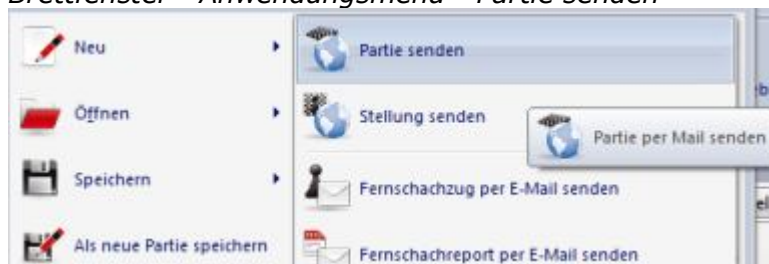 Brettfenster - Anwendungsmenü - Partie senden
Neu
Öffnen
Speichern
Als neue Partie speichern
Partie senden
Stellung senden
Partie per Mail senden
Fernschachzug per E-Mail senden
Fernschachreport per E-Mail senden